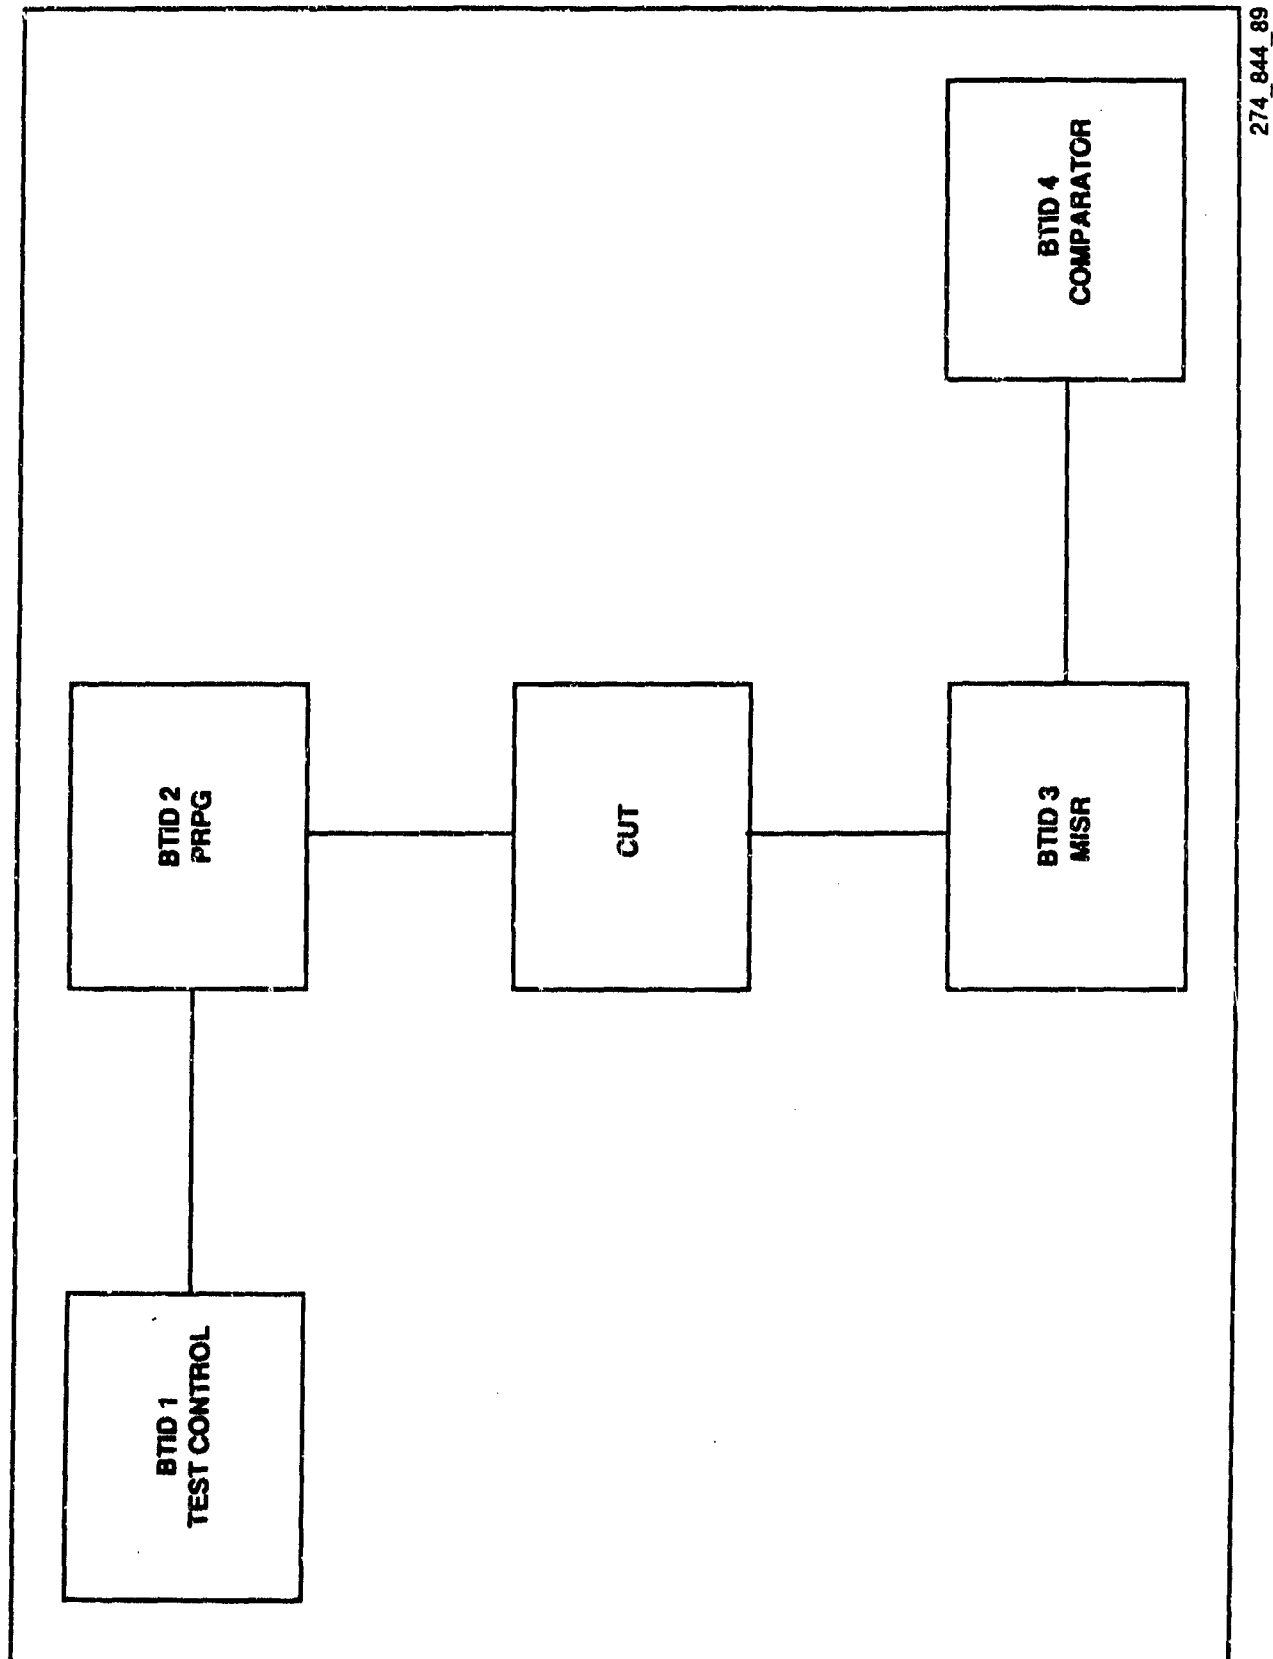 BTID 1
TEST CONTROL
BTID 2
PRPG
CUT
BTID 3
MISR
BTID 4
COMPARATOR
274_844_89